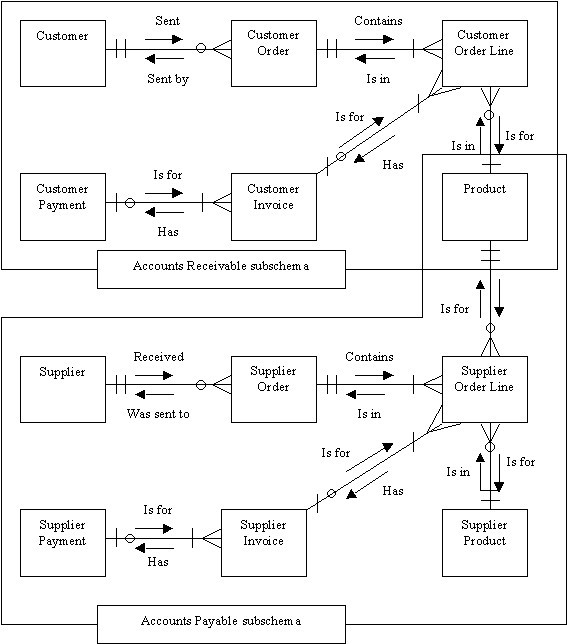 Customer
Sent
Sent by
Customer
Order
Contains
Is in
Customer
Order Line
Is for
Has
Is in
Is for
Customer
Payment
Is for
Has
Customer
Invoice
Product
Accounts Receivable subschema
Is for
Supplier
Received
Was sent to
Supplier
Order
Contains
Is in
Supplier
Order Line
Is for
Has
Is in
Is for
Supplier
Payment
Is for
Has
Supplier
Invoice
Supplier
Product
Accounts Payable subschema